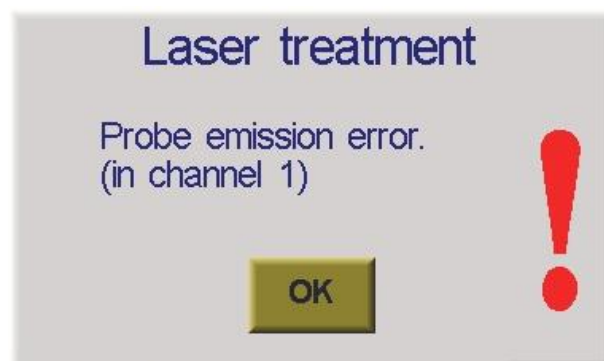 Laser treatment
Probe emission error.
(in channel 1)
OK